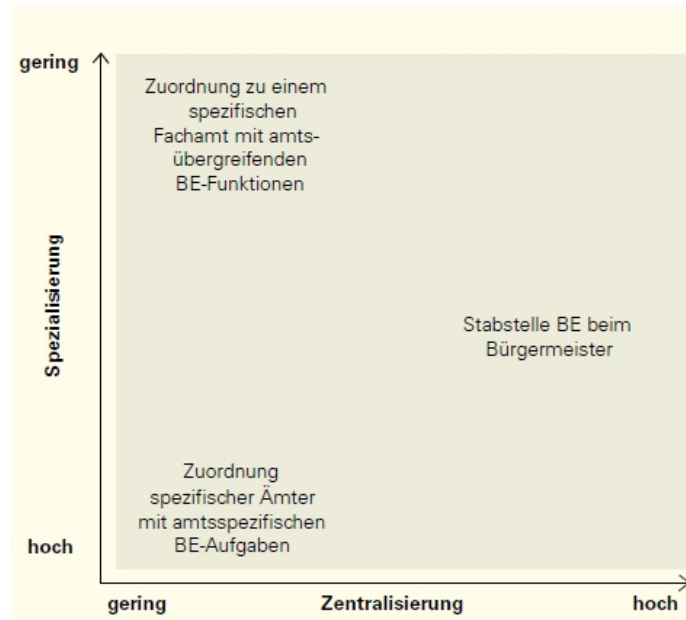 gering
Zuordnung zu einem
spezifischen
Fachamt mit amts-
übergreifenden
BE-Funktionen
Spezialisierung
Stabstelle BE beim
Bürgermeister
Zuordnung
spezifischer Ämter
mit amtsspezifischen
BE-Aufgaben
hoch
gering
Zentralisierung
hoch